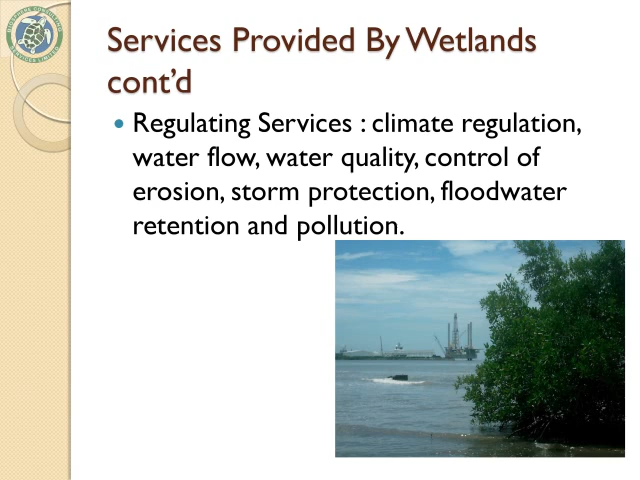 Services Provided By Wetlands
cont’d
Regulating Services : climate regulation,
water flow, water quality, control of
erosion, storm protection, floodwater
retention and pollution.